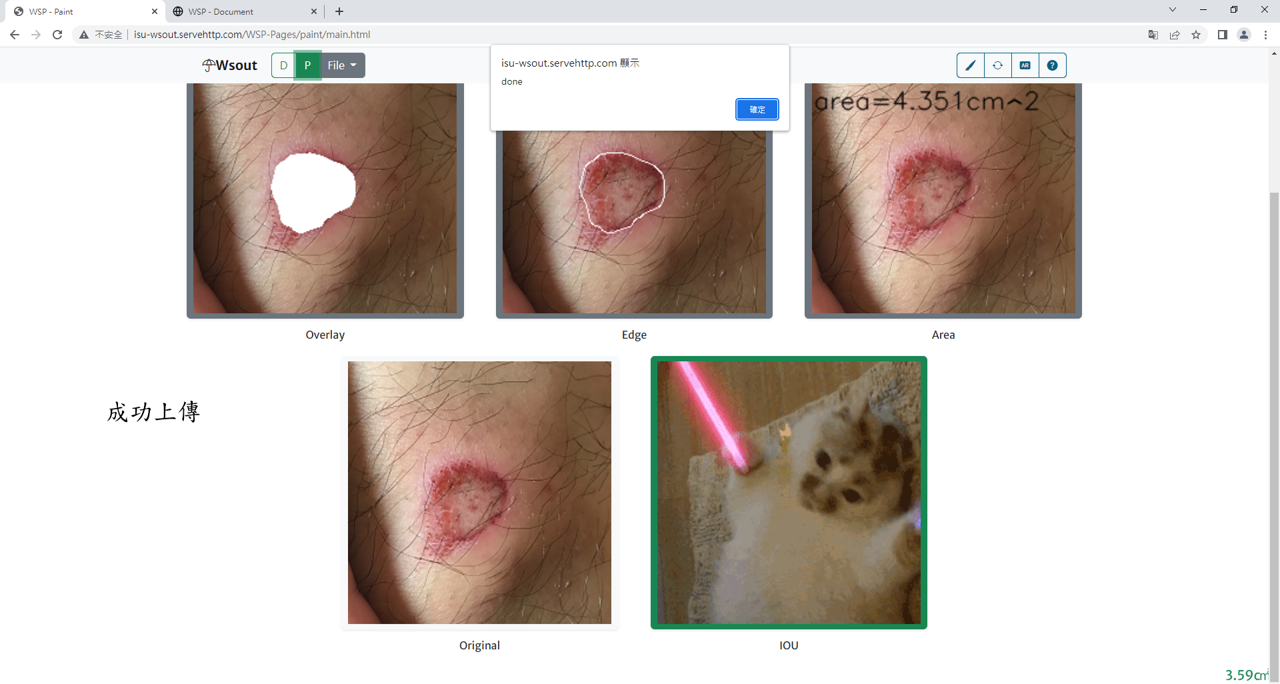 WSP - Paint
WSP - Document
不安全
isu-wsout.servehttp.com/WSP-Pages/paint/main.html
Wsout
D
P
File
isu-wsout.servehttp.com 顯示
done
確定
AD
?
area=4.351cm^2
Overlay
Edge
Area
成功上傳
Original
IOU
3.59㎠